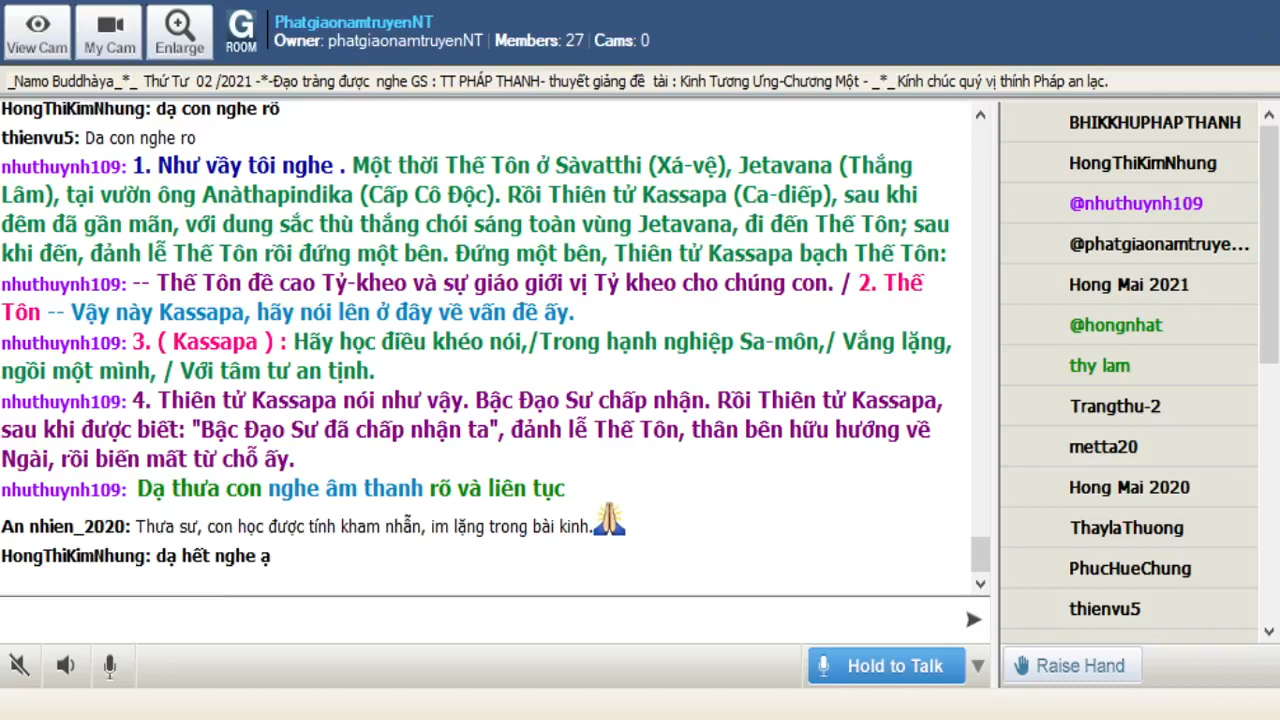 View Cam
My Cam
Enlarge
G
ROOM
PhatgiaonamtruyenNT
Owner: phatgiaonamtruyenNT | Members: 27 | Cams: 0
_Namo Buddhàya_*_ Thứ Tư 02 /2021 -*-Đạo tràng được nghe GS : TT PHÁP THANH- thuyết giảng đề tài : Kinh Tương Ưng-Chương Một - _*_ Kính chúc quý vị thính Pháp an lạc.
HongThiKimNhung: dạ con nghe rõ
thienvu5: Da con nghe ro
nhuthuynh109: 1. Như vầy tôi nghe . Một thời Thế Tôn ở Sàvatthi (Xá-vệ), Jetavana (Thắng
Lâm), tại vườn ông Anàthapindika (Cấp Cô Độc). Rồi Thiên tử Kassapa (Ca-diếp), sau khi
đêm đã gần mãn, với dung sắc thù thắng chói sáng toàn vùng Jetavana, đi đến Thế Tôn; sau
khi đến, đảnh lễ Thế Tôn rồi đứng một bên. Đứng một bên, Thiên tử Kassapa bạch Thế Tôn:
nhuthuynh109: -- Thế Tôn đề cao Tỷ-kheo và sự giáo giới vị Tỷ kheo cho chúng con. / 2. Thế
Tôn -- Vậy này Kassapa, hãy nói lên ở đây về vấn đề ấy.
nhuthuynh109: 3. ( Kassapa ) : Hãy học điều khéo nói,/Trong hạnh nghiệp Sa-môn,/ Vắng lặng,
ngồi một mình, / Với tâm tư an tịnh.
nhuthuynh109: 4. Thiên tử Kassapa nói như vậy. Bậc Đạo Sư chấp nhận. Rồi Thiên tử Kassapa,
sau khi được biết: "Bậc Đạo Sư đã chấp nhận ta", đảnh lễ Thế Tôn, thân bên hữu hướng về
Ngài, rồi biến mất từ chỗ ấy.
nhuthuynh109: Dạ thưa con nghe âm thanh rõ và liên tục
An nhien_2020: Thưa sư, con học được tính kham nhẫn, im lặng trong bài kinh.
HongThiKimNhung: dạ hết nghe ạ
BHIKKHUPHAPTHANH
HongThiKimNhung
@nhuthuynh109
@phatgiaonamtruye...
Hong Mai 2021
@hongnhat
thy lam
Trangthu-2
metta20
Hong Mai 2020
ThaylaThuong
PhucHueChung
thienvu5
Hold to Talk
Raise Hand